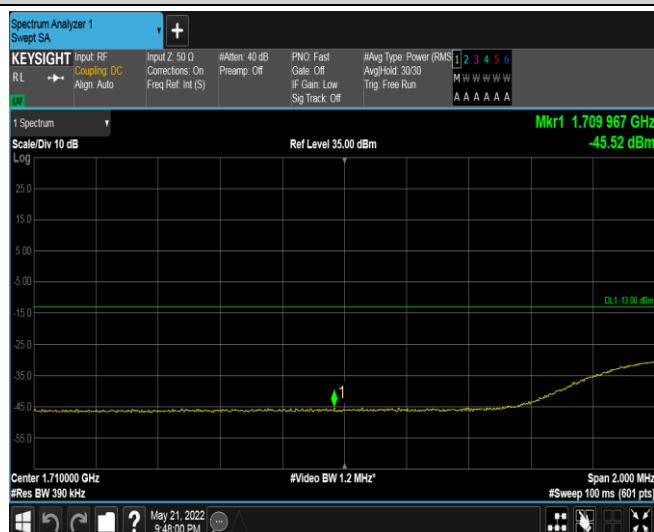 Spectrum Analyzer 1
Swept SA
+
KEYSIGHT Input: RF Input Z: 50 Ω #Atten: 40 dB PNO: Fast #Avg Type: Power (RMS 1 2 3 4 5 6
RL Coupling: DC Corrections: On Preamp: Off Gate: Off Avg|Hold: 30/30 M W W W W W
Align: Auto Freq Ref: Int (S) IF Gain: Low Trig: Free Run
LXI Sig Track: Off A A A A A A
1 Spectrum Mkr1 1.709 967 GHz
Scale/Div 10 dB Ref Level 35.00 dBm -45.52 dBm
Log
25.0
15.0
5.00
-5.00
DL1 -13.00 dBm
-15.0
-25.0
-35.0
1
-45.0
-55.0
Center 1.710000 GHz #Video BW 1.2 MHz* Span 2.000 MHz
#Res BW 390 kHz #Sweep 100 ms (601 pts)
? May 21, 2022
9:48:00 PM